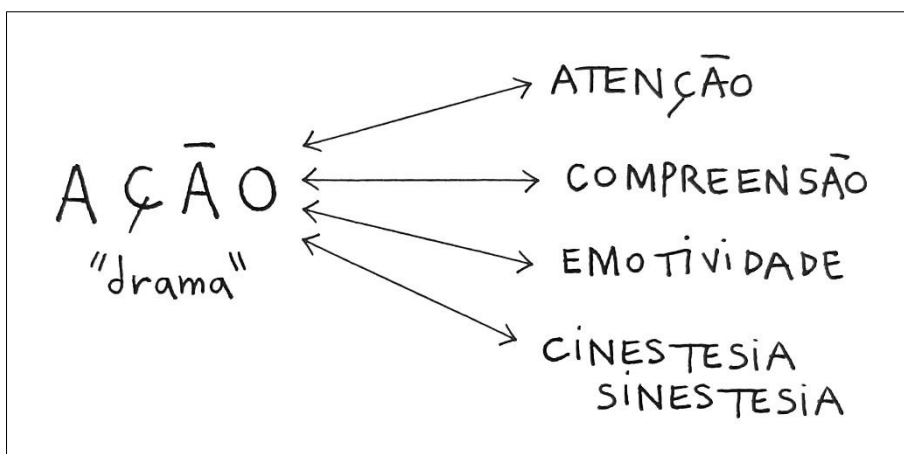 AÇÃO
"drama"
ATENÇÃO
COMPREENSÃO
EMOTIVIDADE
CINESTESIA
SINESTESIA